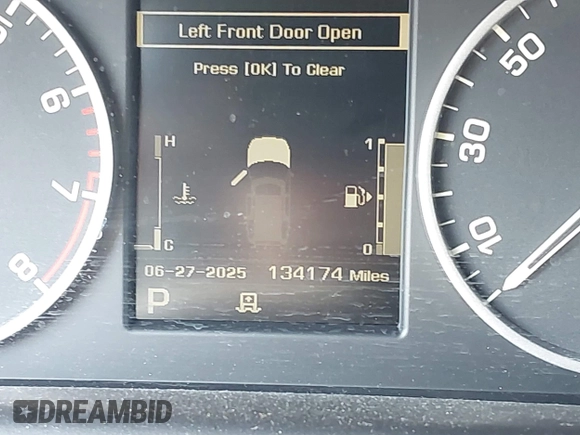 Left Front Door Open
Press [OK] To Clear
6
7
8
H
C
1
0
50
30
10
06-27-2025 134174 Miles
P
DREAMBID